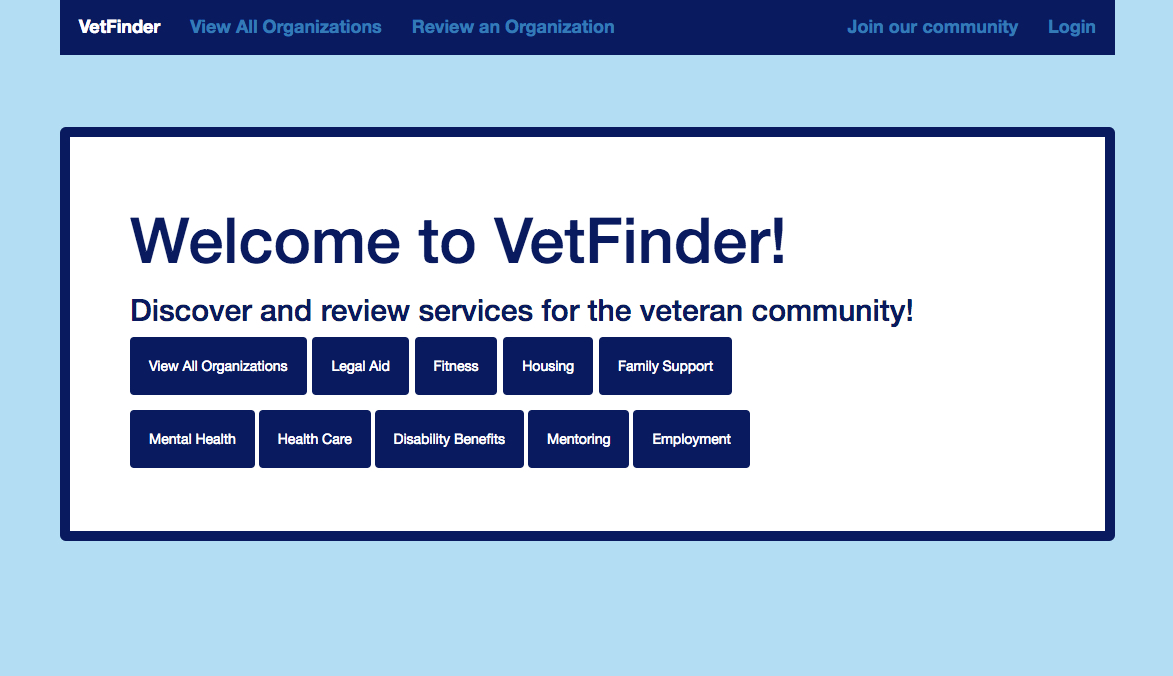 VetFinder View All Organizations Review an Organization Join our community Login
Welcome to VetFinder!
Discover and review services for the veteran community!
View All Organizations Legal Aid Fitness Housing Family Support
Mental Health Health Care Disability Benefits Mentoring Employment